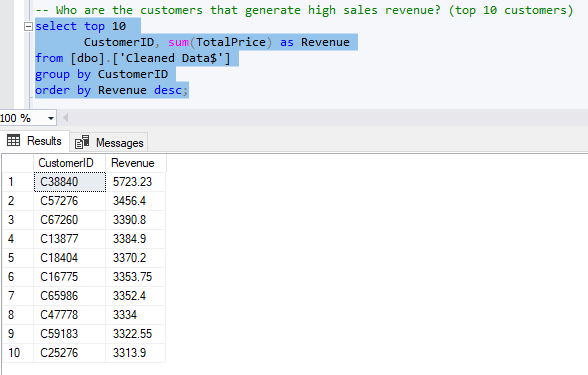 -- Who are the customers that generate high sales revenue? (top 10 customers)
select top 10
CustomerID, sum(TotalPrice) as Revenue
from [dbo].['Cleaned Data$']
group by CustomerID
order by Revenue desc;
100 %
Results Messages
CustomerID Revenue
1 C38840 5723.23
2 C57276 3456.4
3 C67260 3390.8
4 C13877 3384.9
5 C18404 3370.2
6 C16775 3353.75
7 C65986 3352.4
8 C47778 3334
9 C59183 3322.55
10 C25276 3313.9